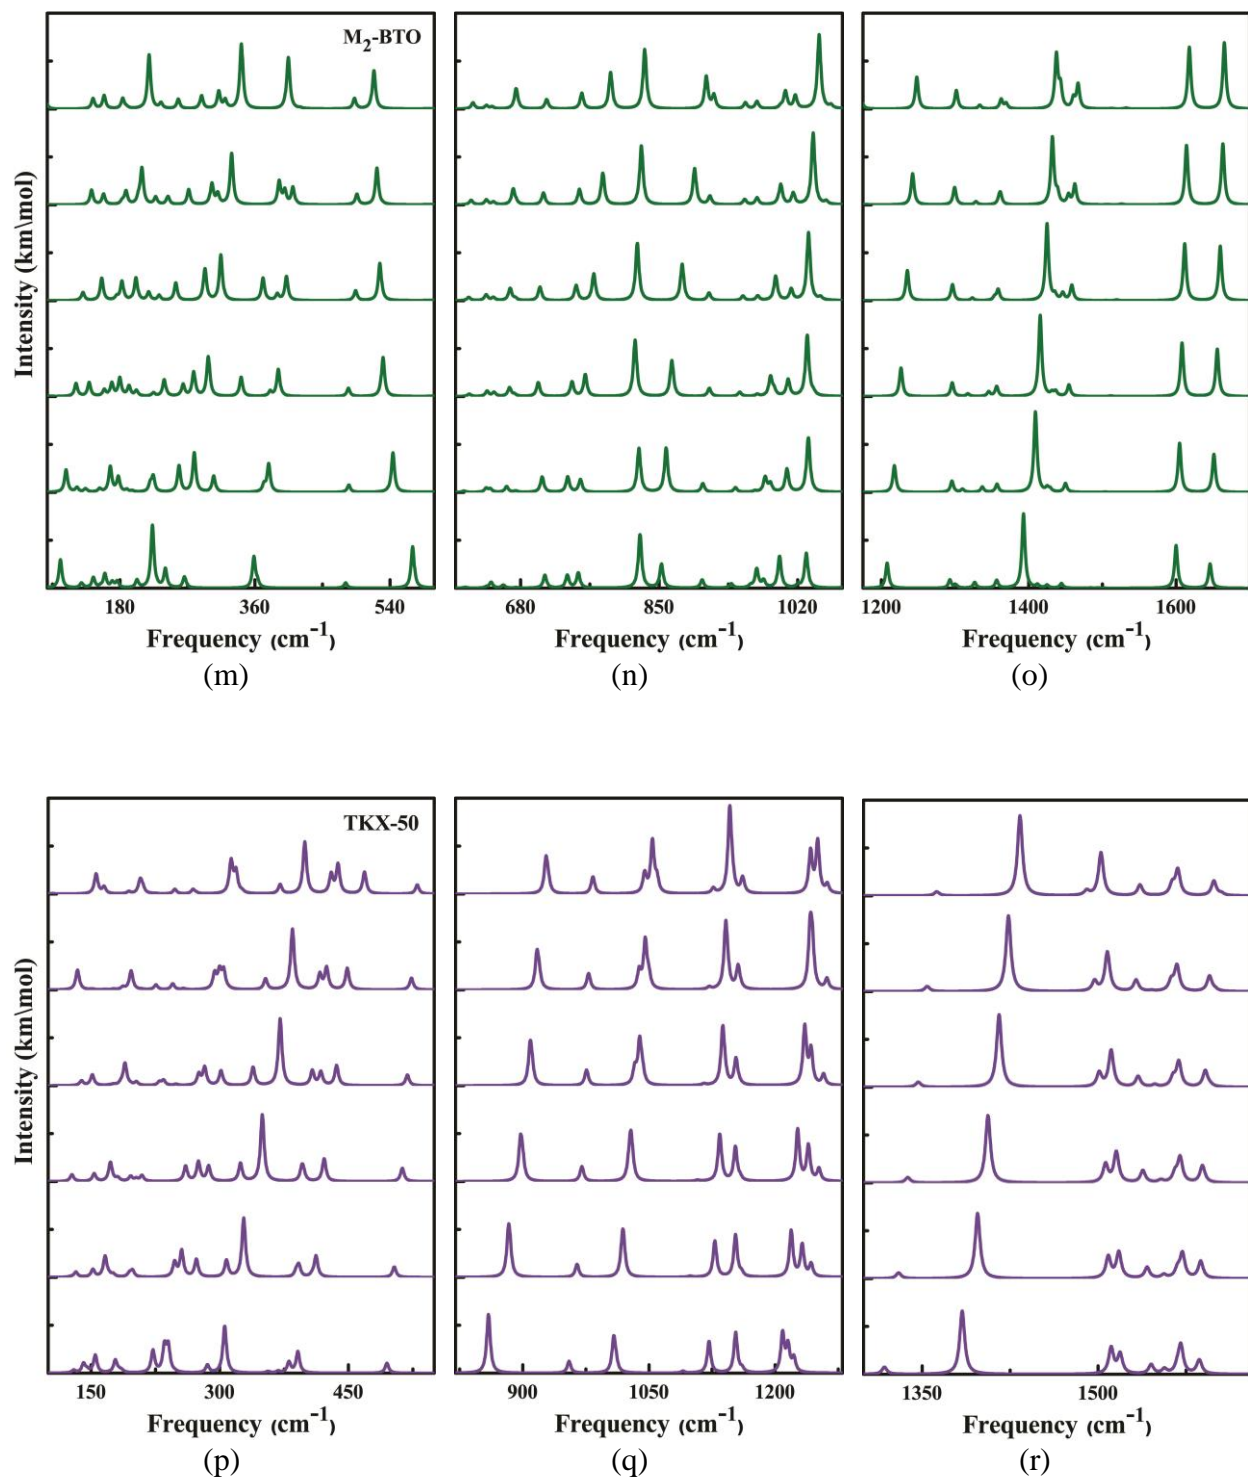 M₂-BTO
Intensity (km\mol)
180 360 540
680 850 1020
1200 1400 1600
Frequency (cm⁻¹) Frequency (cm⁻¹) Frequency (cm⁻¹)
(m) (n) (o)
TKX-50
Intensity (km\mol)
150 300 450
900 1050 1200
1350 1500
Frequency (cm⁻¹) Frequency (cm⁻¹) Frequency (cm⁻¹)
(p) (q) (r)